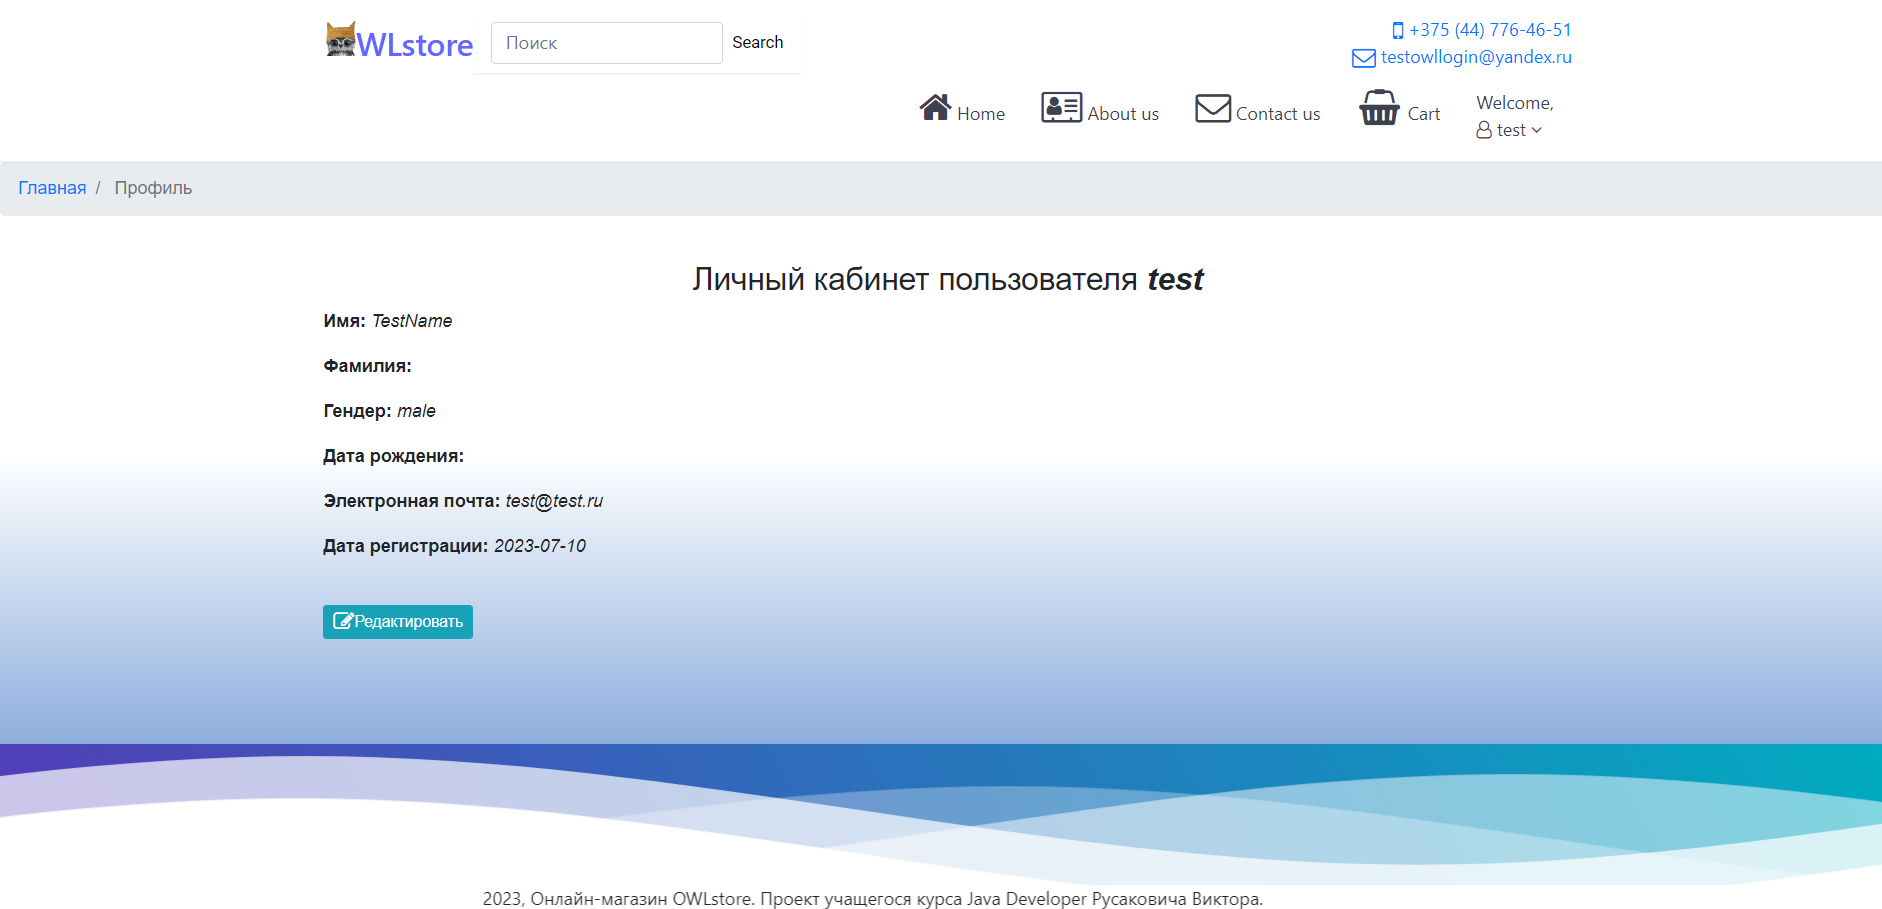 WLstore
Поиск
Search
+375 (44) 776-46-51
testowllogin@yandex.ru
Home
About us
Contact us
Cart
Welcome,
test
Главная / Профиль
Личный кабинет пользователя test
Имя: TestName
Фамилия:
Гендер: male
Дата рождения:
Электронная почта: test@test.ru
Дата регистрации: 2023-07-10
Редактировать
2023, Онлайн-магазин OWLstore. Проект учащегося курса Java Developer Русаковича Виктора.